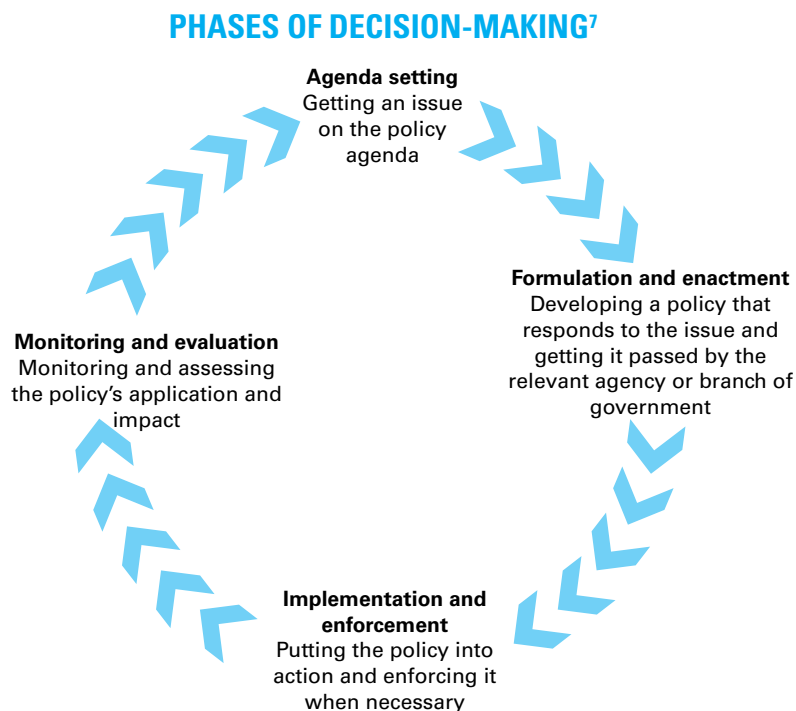 PHASES OF DECISION-MAKING⁷
Agenda setting
Getting an issue
on the policy
agenda
Formulation and enactment
Developing a policy that
responds to the issue and
getting it passed by the
relevant agency or branch of
government
Implementation and
enforcement
Putting the policy into
action and enforcing it
when necessary
Monitoring and evaluation
Monitoring and assessing
the policy’s application and
impact